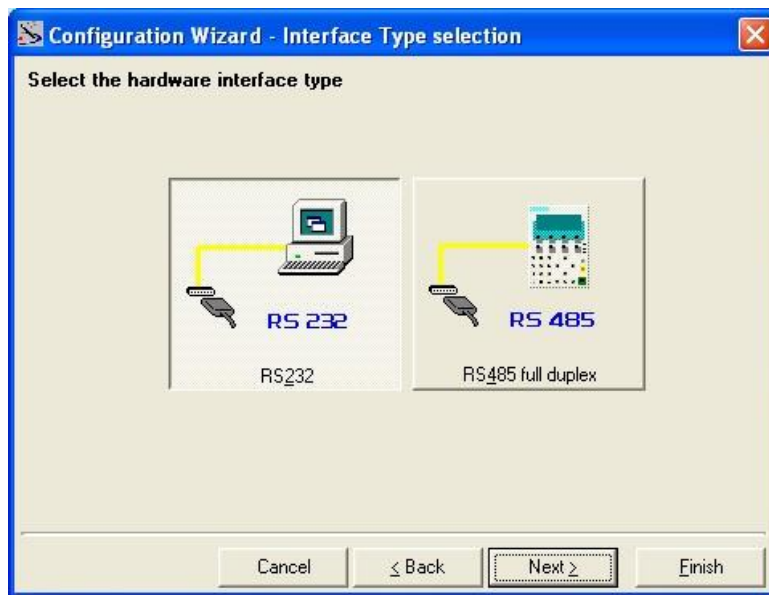 Configuration Wizard - Interface Type selection
Select the hardware interface type
RS 232
RS232
RS 485
RS485 full duplex
Cancel
< Back
Next >
Finish